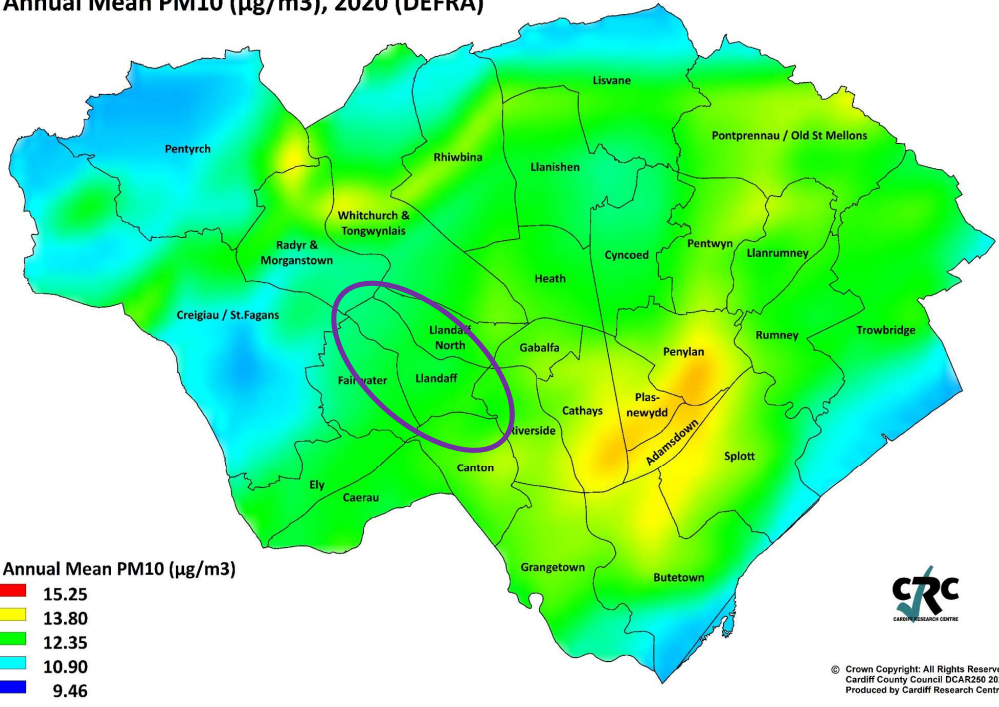 Annual Mean PM10 (µg/m3), 2020 (DEFRA)
Lisvane
Pontprennau / Old St Mellons
Pentyrch
Rhiwbina
Llanishen
Whitchurch &
Tongwynlais
Radyr &
Morganstown
Pentwyn
Llanrumney
Cyncoed
Heath
Creigiau / St.Fagans
Llandaff
North
Gabalfa
Penylan
Rumney
Trowbridge
Fairwater
Llandaff
Plas-
newydd
Cathays
Riverside
Adamsdown
Splott
Canton
Ely
Caerau
Grangetown
Butetown
Annual Mean PM10 (µg/m3)
15.25
13.80
12.35
10.90
9.46
CRC
CARDIFF RESEARCH CENTRE
© Crown Copyright: All Rights Reserve
Cardiff County Council DCAR250 20
Produced by Cardiff Research Centr